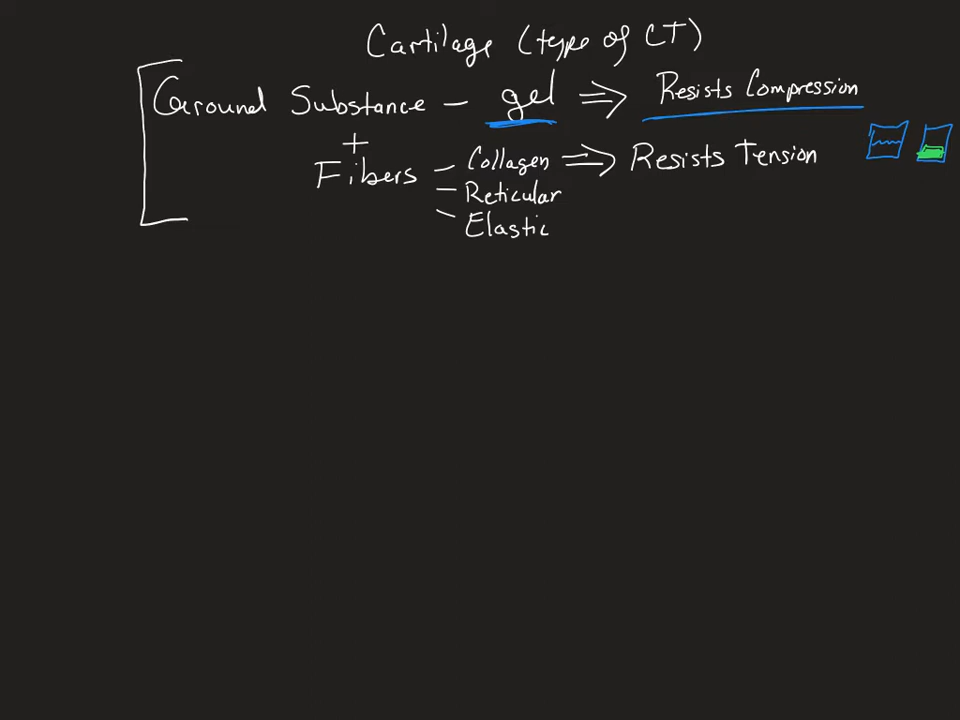 Cartilage (type of CT)
Ground Substance - gel ⇒ Resists Compression
+
Fibers - Collagen ⇒ Resists Tension
- Reticular
- Elastic